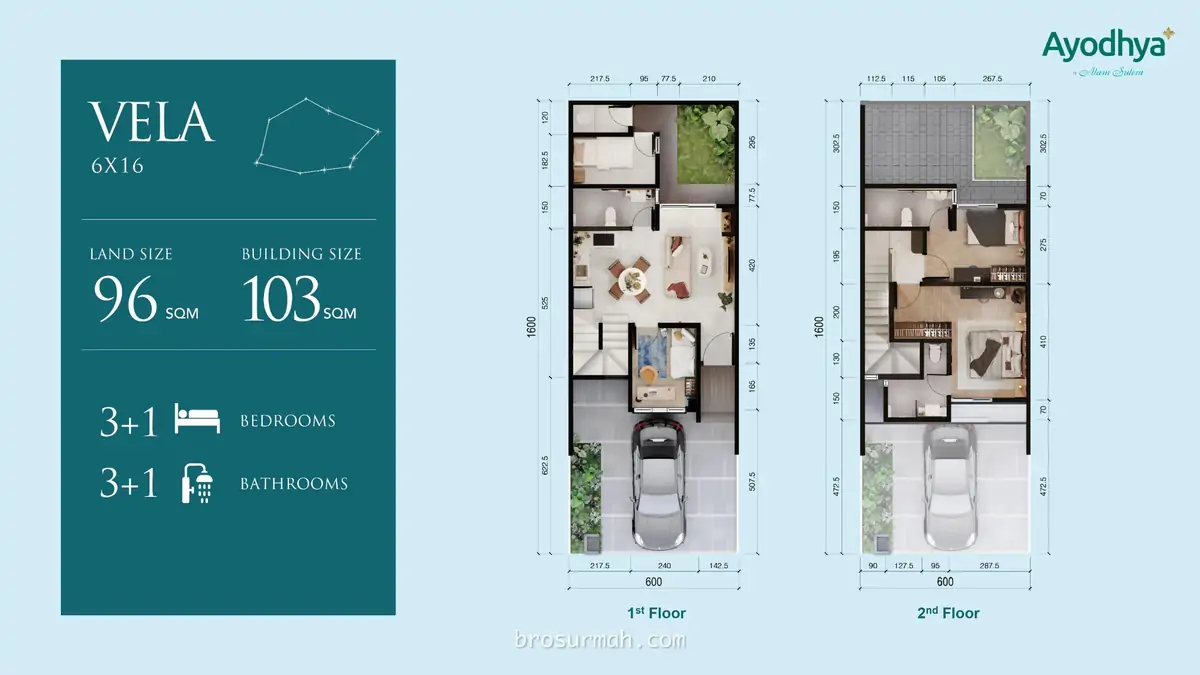 Ayodhya
Alam Sutera
VELA
6X16
LAND SIZE
96 SQM
BUILDING SIZE
103 SQM
3+1 BEDROOMS
3+1 BATHROOMS
217.5 95 77.5 210
120
182.5
150
525
622.5
1600
295
77.5
420
135
165
507.5
217.5 240 142.5
600
1st Floor
112.5 115 105 267.5
302.5
150
195
200
130
150
472.5
1600
302.5
70
275
410
70
472.5
90 127.5 95 287.5
600
2nd Floor
brosurmah.com